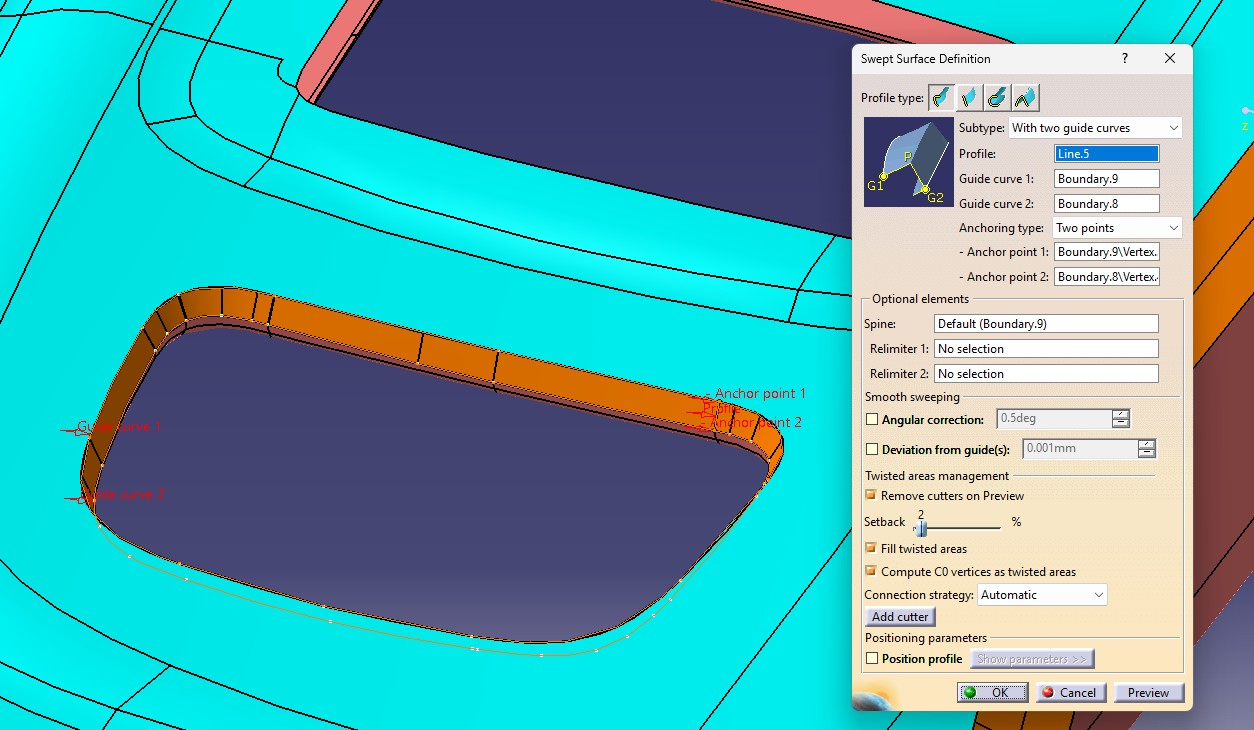 Swept Surface Definition ?
Profile type:
Subtype: With two guide curves
Profile: Line.5
Guide curve 1: Boundary.9
Guide curve 2: Boundary.8
Anchoring type: Two points
- Anchor point 1: Boundary.9\Vertex.
- Anchor point 2: Boundary.8\Vertex.
P
G1
G2
Optional elements
Spine: Default (Boundary.9)
Relimiter 1: No selection
Relimiter 2: No selection
Smooth sweeping
Angular correction: 0.5deg
Deviation from guide(s): 0.001mm
Twisted areas management
Remove cutters on Preview
2
Setback %
Fill twisted areas
Compute C0 vertices as twisted areas
Connection strategy: Automatic
Add cutter
Positioning parameters
Position profile Show parameters >>
OK Cancel Preview
Anchor point 1
Profile
Anchor point 2
Guide curve 1
Guide curve 2
Z